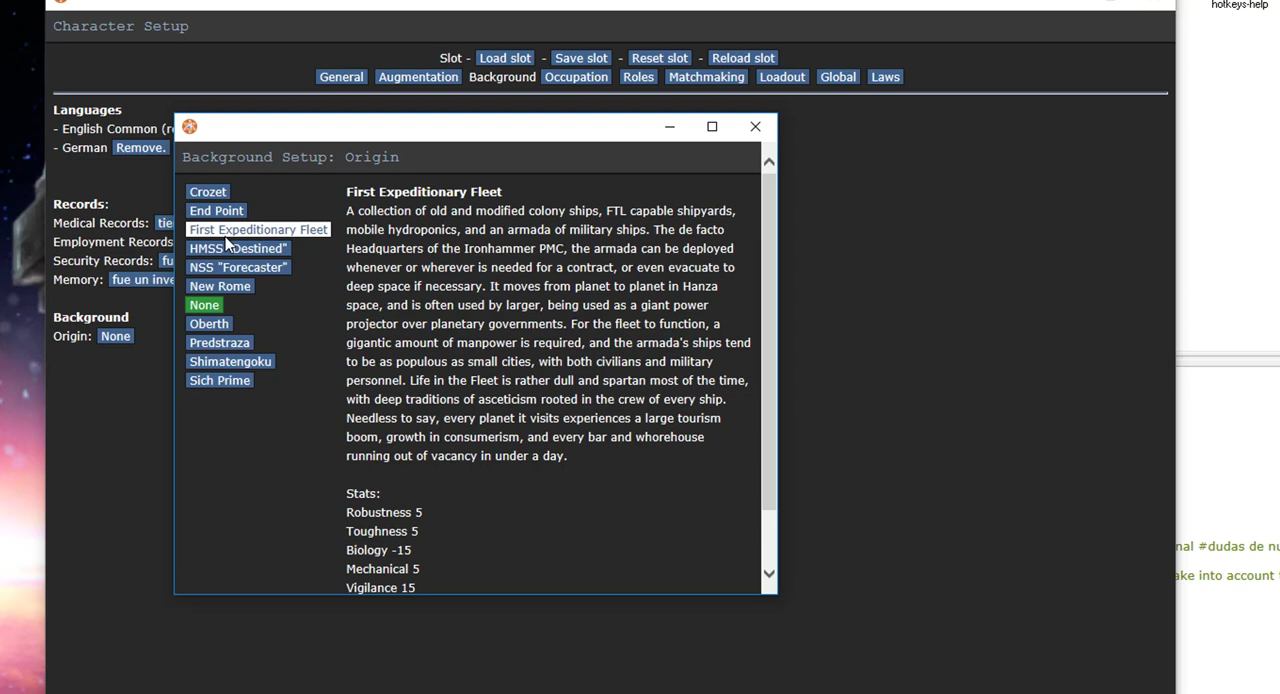 hotkeys-help
Character Setup
Slot - Load slot - Save slot - Reset slot - Reload slot
General Augmentation Background Occupation Roles Matchmaking Loadout Global Laws
Languages
- English Common (r
- German Remove.
Records:
Medical Records: tie
Employment Records
Security Records: fu
Memory: fue un inve
Background
Origin: None
Background Setup: Origin
Crozet
End Point
First Expeditionary Fleet
HMSS "Destined"
NSS "Forecaster"
New Rome
None
Oberth
Predstraza
Shimatengoku
Sich Prime
First Expeditionary Fleet
A collection of old and modified colony ships, FTL capable shipyards,
mobile hydroponics, and an armada of military ships. The de facto
Headquarters of the Ironhammer PMC, the armada can be deployed
whenever or wherever is needed for a contract, or even evacuate to
deep space if necessary. It moves from planet to planet in Hanza
space, and is often used by larger, being used as a giant power
projector over planetary governments. For the fleet to function, a
gigantic amount of manpower is required, and the armada's ships tend
to be as populous as small cities, with both civilians and military
personnel. Life in the Fleet is rather dull and spartan most of the time,
with deep traditions of asceticism rooted in the crew of every ship.
Needless to say, every planet it visits experiences a large tourism
boom, growth in consumerism, and every bar and whorehouse
running out of vacancy in under a day.
Stats:
Robustness 5
Toughness 5
Biology -15
Mechanical 5
Vigilance 15
nal #dudas de nu
ake into account